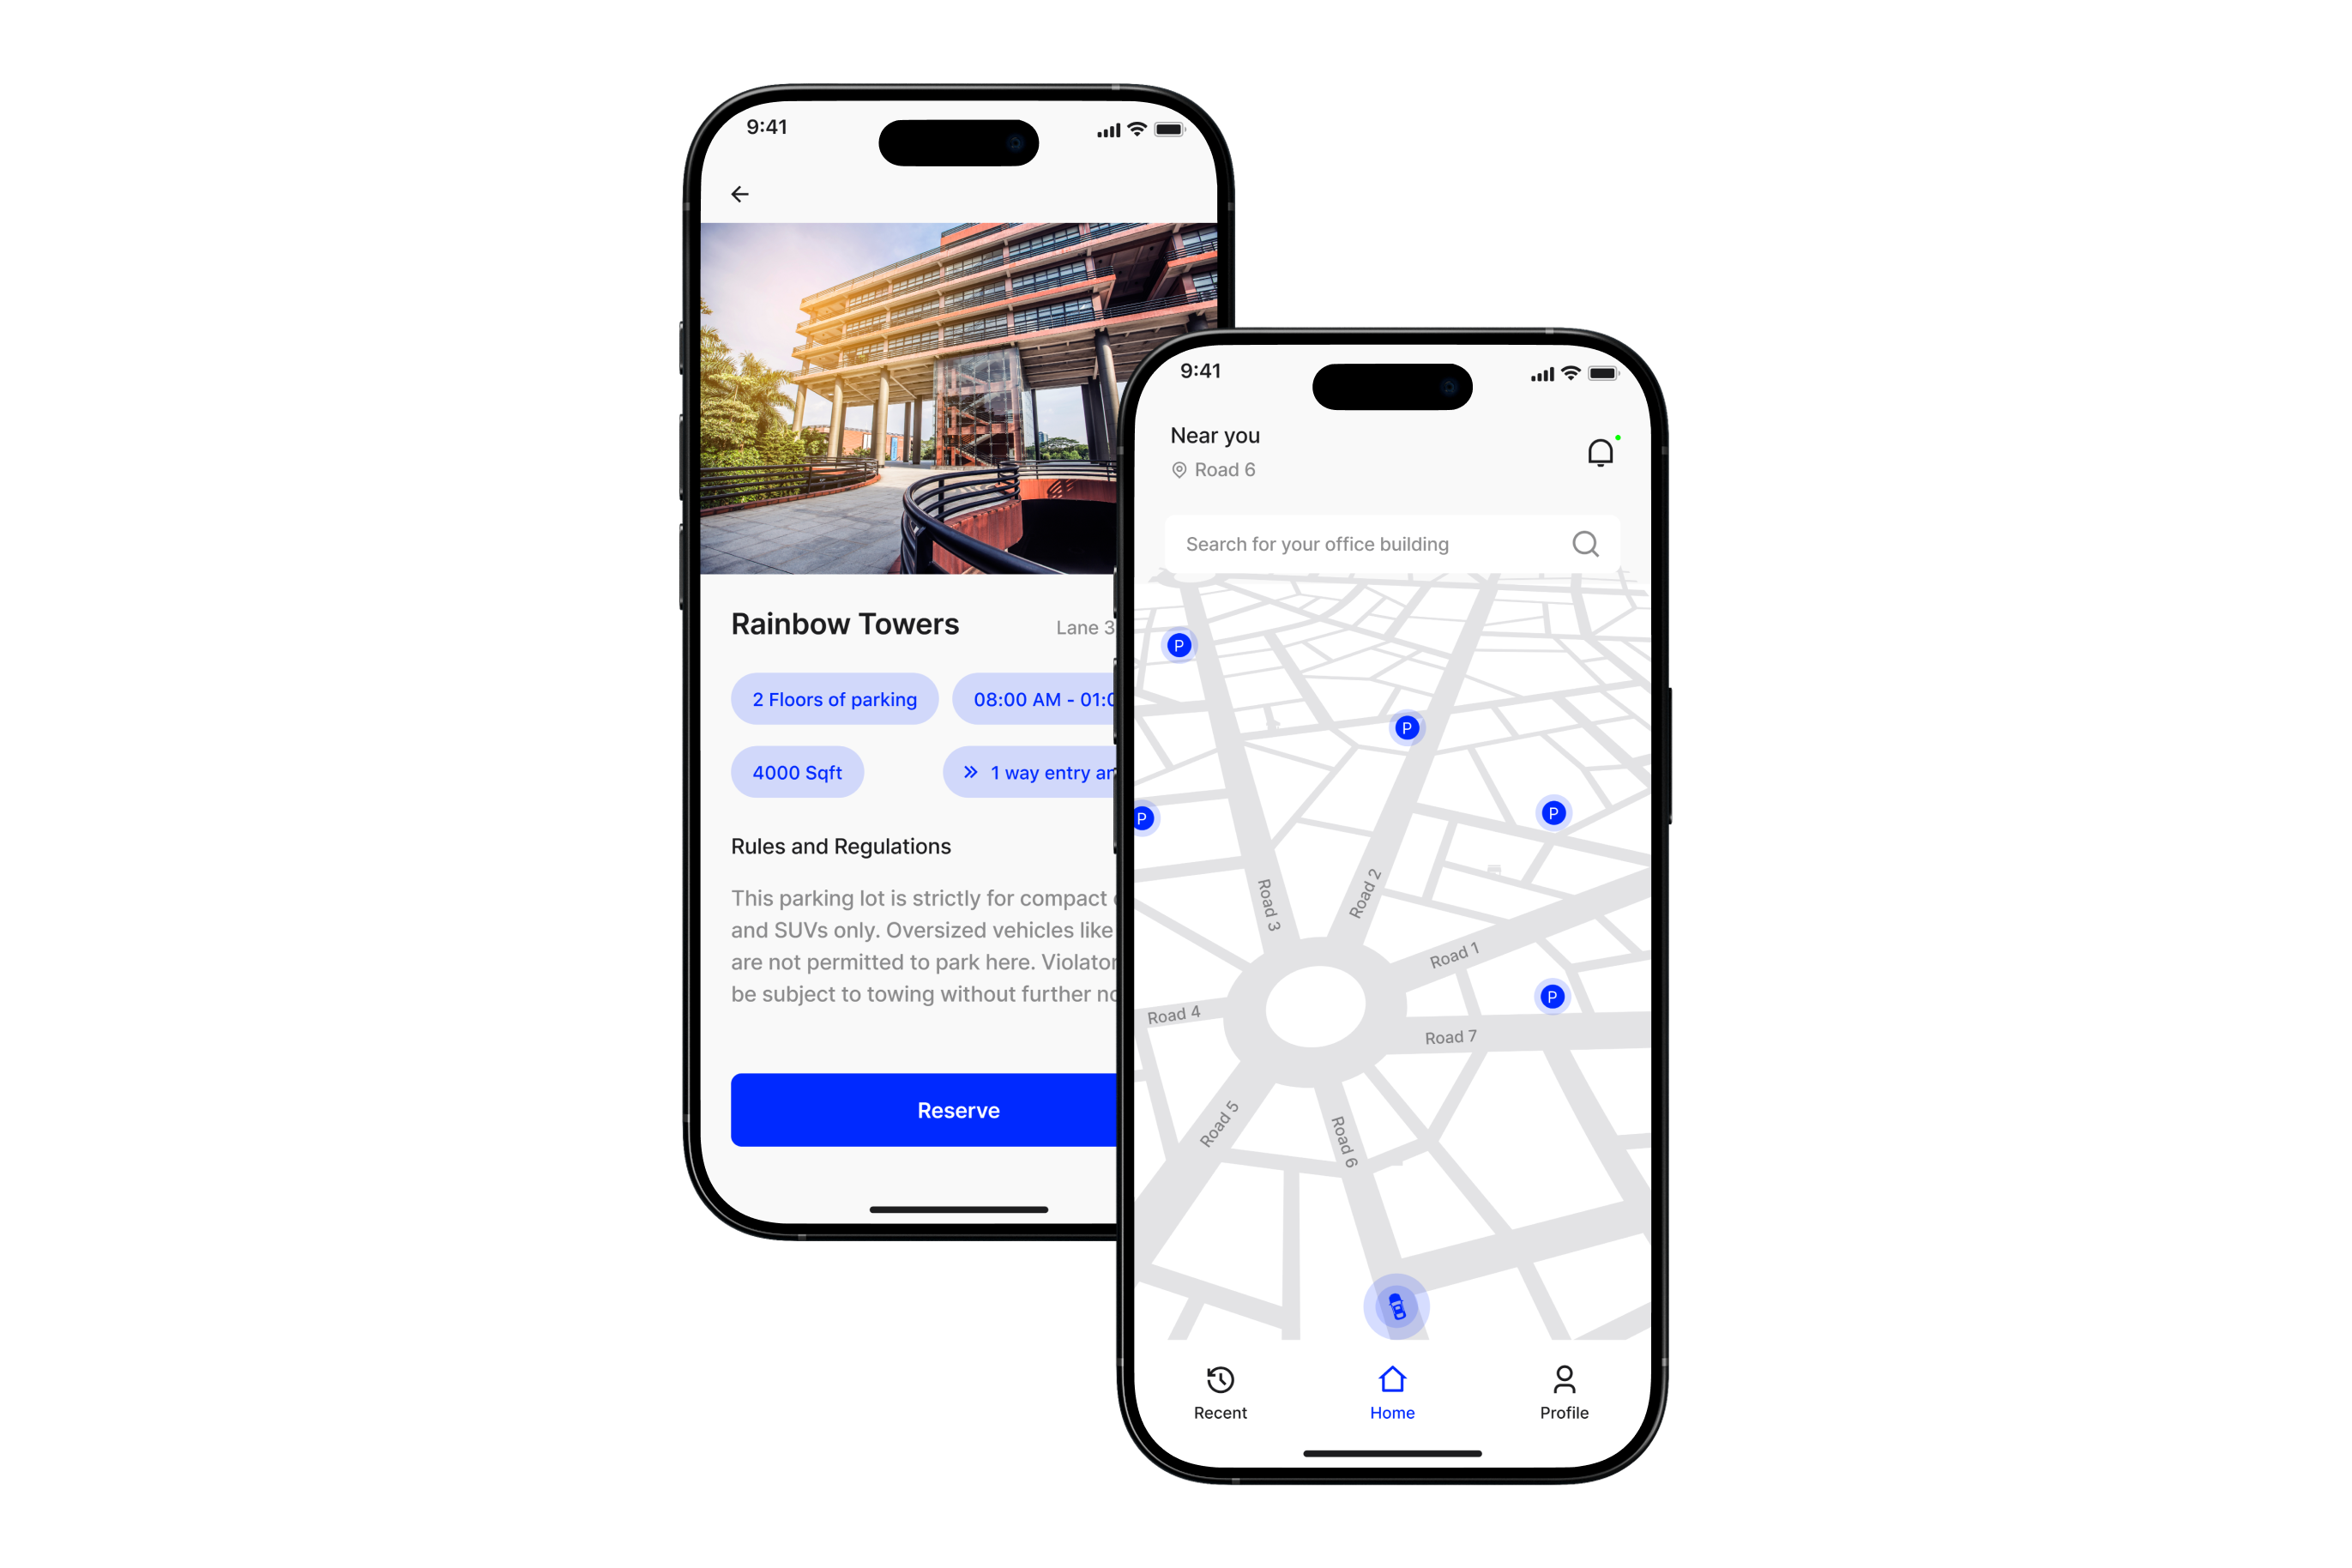 9:41
Rainbow Towers
Lane 3
2 Floors of parking
08:00 AM - 01:0
4000 Sqft
1 way entry
Rules and Regulations
This parking lot is strictly for compact
and SUVs only. Oversized vehicles like
are not permitted to park here.
be subject to towing without further
Reserve
9:41
Near you
Road 6
Search for your office building
P
P
P
P
P
Road 3
Road 2
Road 1
Road 4
Road 7
Road 5
Road 6
Recent
Home
Profile